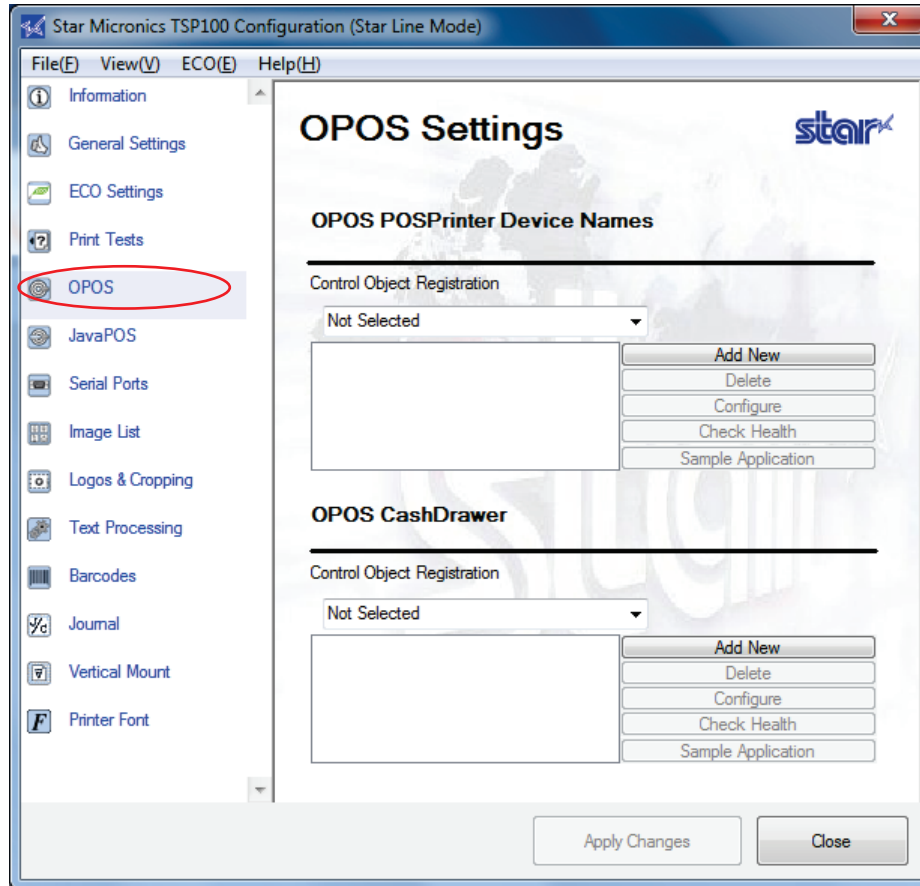 Star Micronics TSP100 Configuration (Star Line Mode)
File(F) View(V) ECO(E) Help(H)
Information
General Settings
ECO Settings
Print Tests
OPOS
JavaPOS
Serial Ports
Image List
Logos & Cropping
Text Processing
Barcodes
Journal
Vertical Mount
Printer Font
OPOS Settings
star
OPOS POSPrinter Device Names
Control Object Registration
Not Selected
Add New
Delete
Configure
Check Health
Sample Application
OPOS CashDrawer
Control Object Registration
Not Selected
Add New
Delete
Configure
Check Health
Sample Application
Apply Changes
Close